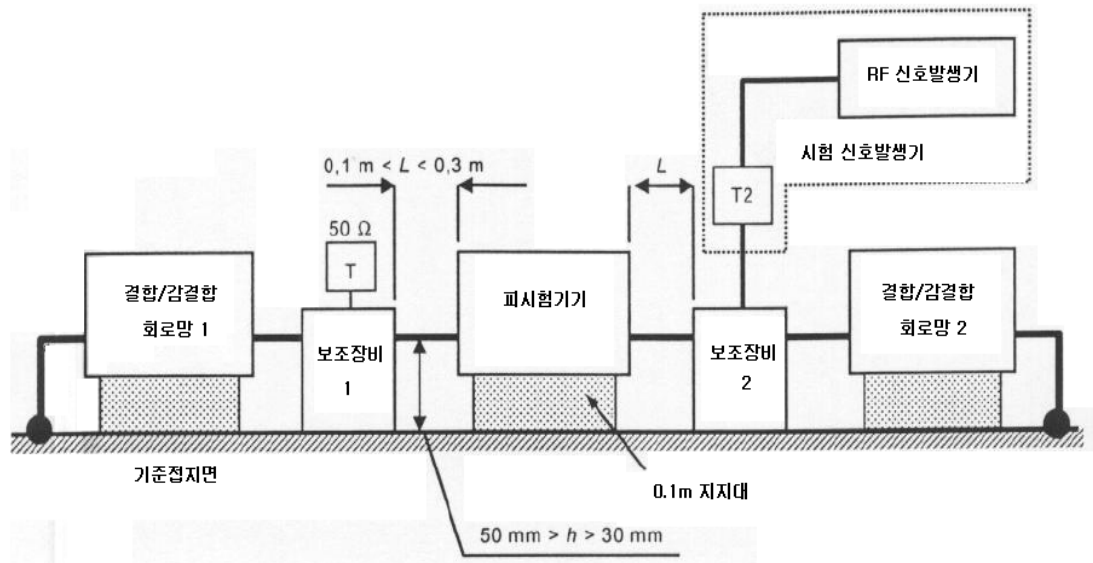 RF 신호발생기
시험 신호발생기
0,1 m < L < 0,3 m
L
T2
50 Ω
T
결합/감결합
회로망 1
피시험기기
결합/감결합
회로망 2
보조장비
1
보조장비
2
기준접지면
0.1m 지지대
50 mm > h > 30 mm